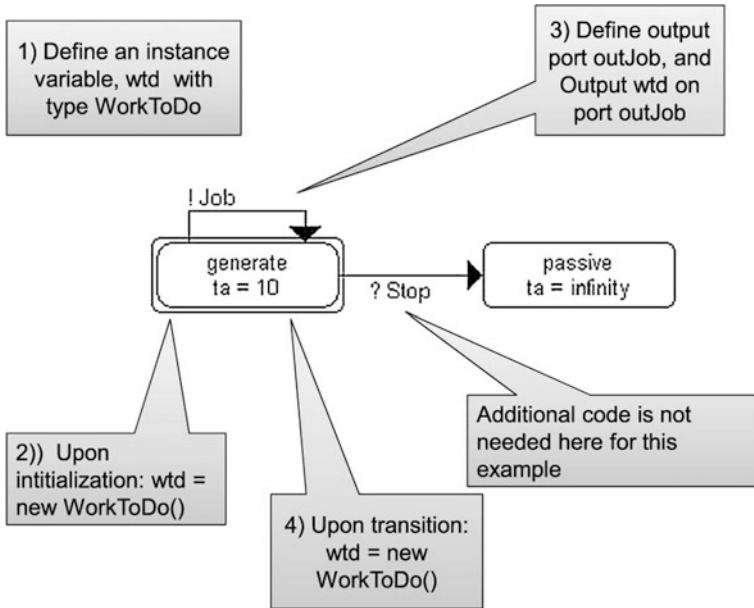 1) Define an instance
variable, wtd with
type WorkToDo
3) Define output
port outJob, and
Output wtd on
port outJob
! Job
generate
ta = 10
? Stop
passive
ta = infinity
2)) Upon
intitialization: wtd =
new WorkToDo()
4) Upon transition:
wtd = new
WorkToDo()
Additional code is not
needed here for this
example